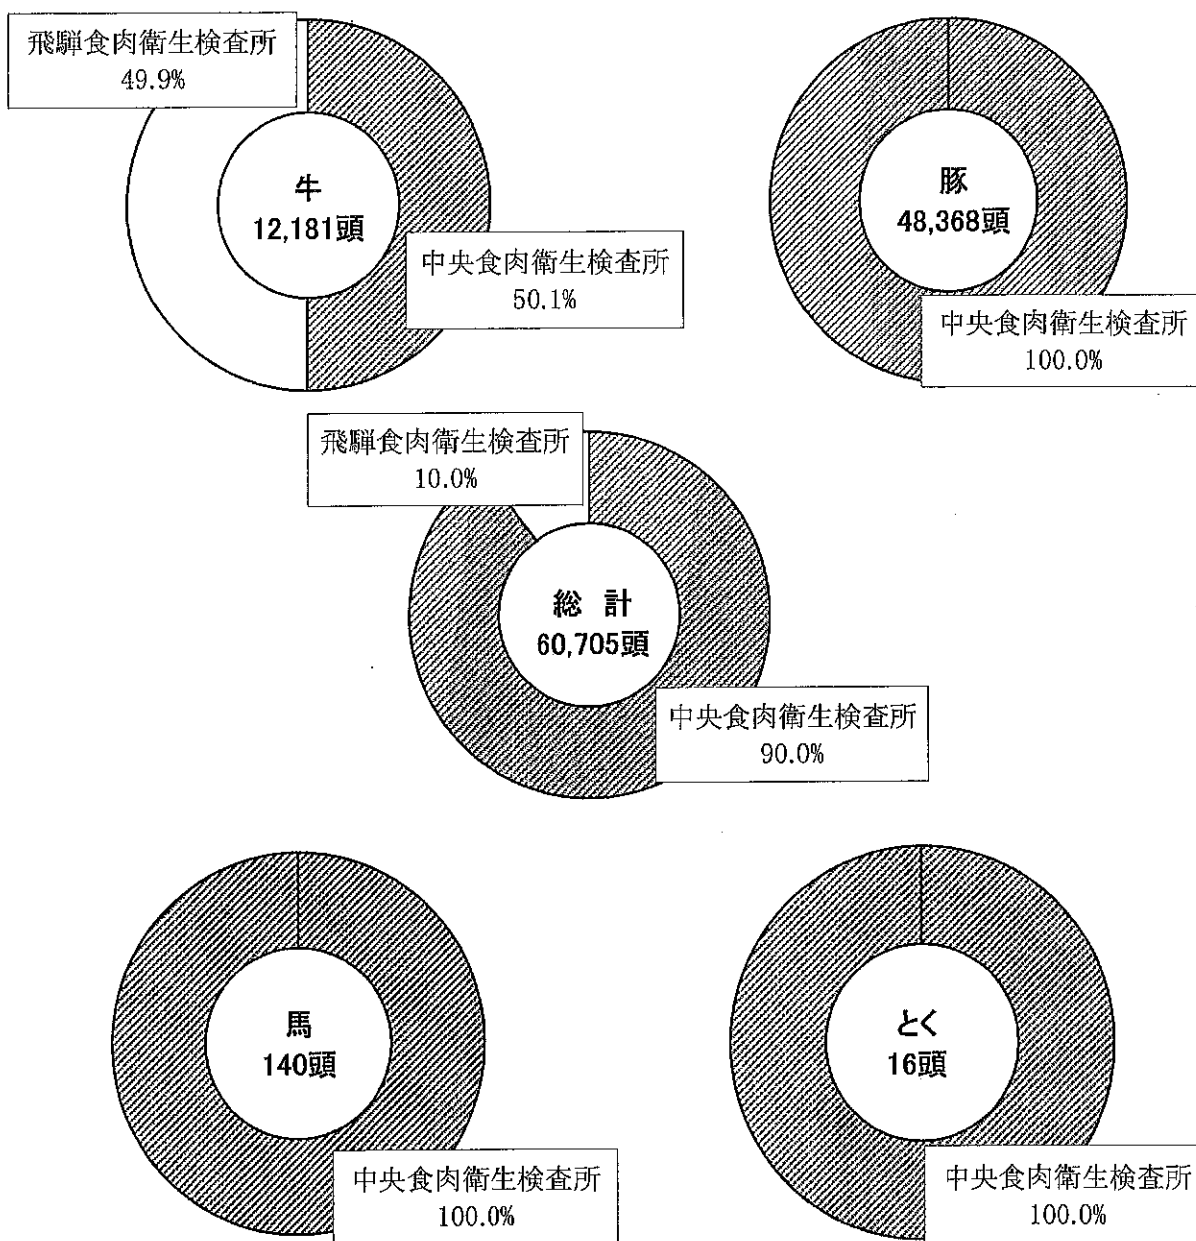 飛騨食肉衛生検査所
49.9%
牛
12,181頭
中央食肉衛生検査所
50.1%
豚
48,368頭
中央食肉衛生検査所
100.0%
飛騨食肉衛生検査所
10.0%
総 計
60,705頭
中央食肉衛生検査所
90.0%
馬
140頭
中央食肉衛生検査所
100.0%
とく
16頭
中央食肉衛生検査所
100.0%